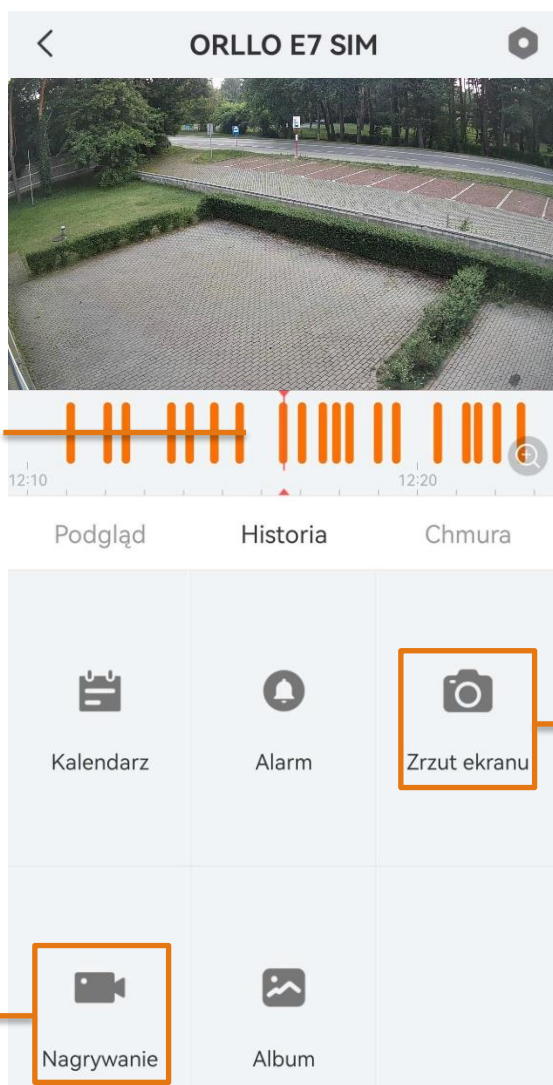 ORLLO E7 SIM
12:10 12:20
Podgląd Historia Chmura
Kalendarz Alarm Zrzut ekranu
Nagrywanie Album